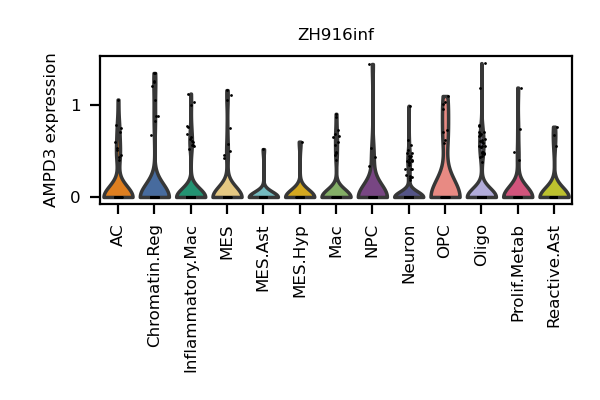 ZH916inf
AMPD3 expression
1
0
AC
Chromatin.Reg
Inflammatory.Mac
MES
MES.Ast
MES.Hyp
Mac
NPC
Neuron
OPC
Oligo
Prolif.Metab
Reactive.Ast